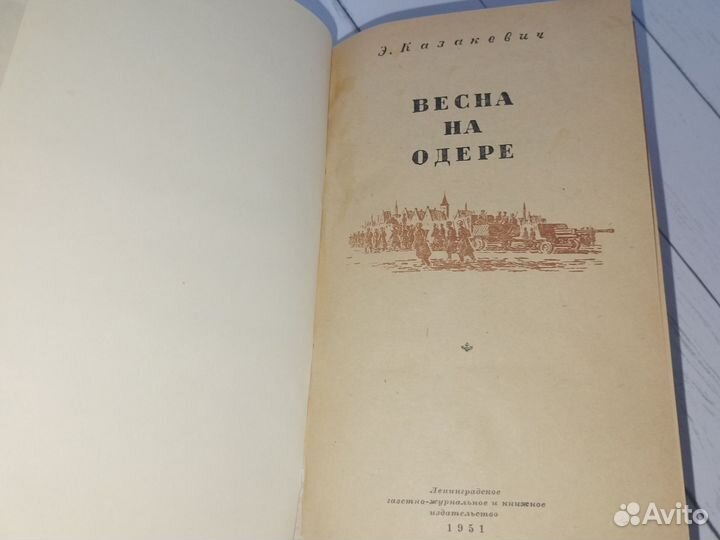 Э. Казакевич
ВЕСНА
НА
ОДЕРЕ
Ленинградское
газетно-журнальное и книжное
издательство
1951
Avito